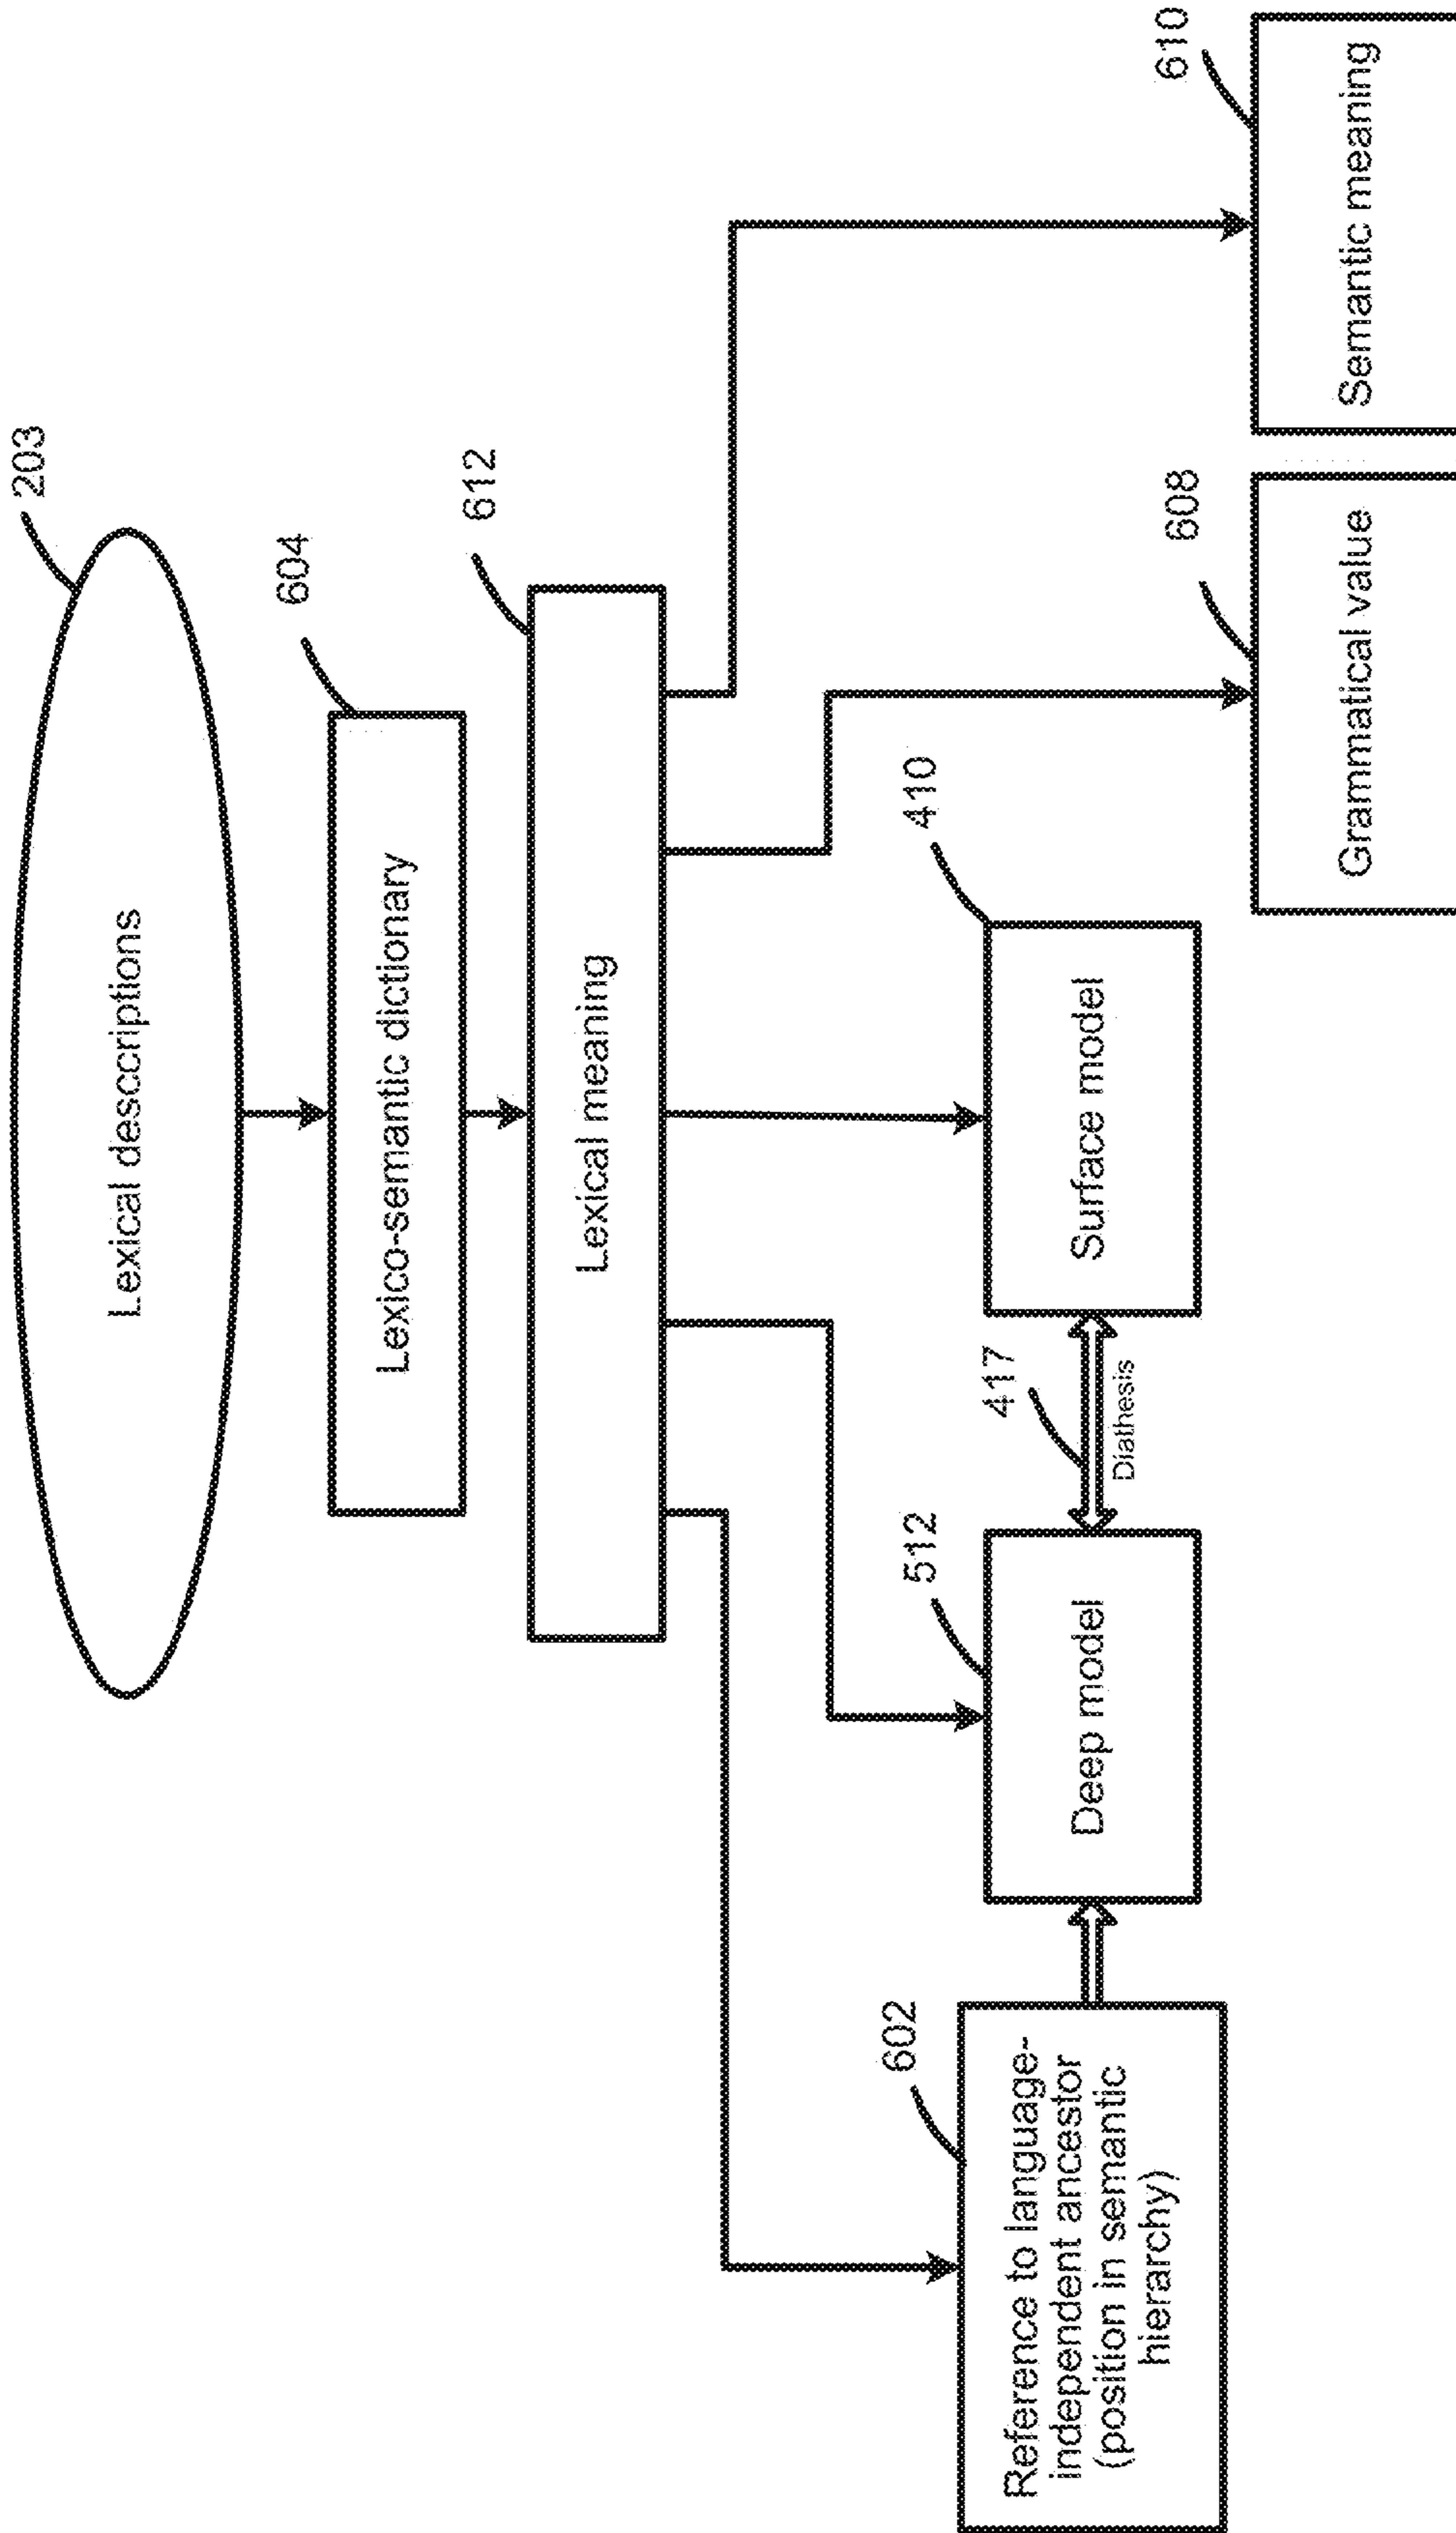 203
Lexical descriptions
604
Lexico-semantic dictionary
612
Lexical meaning
602
Reference to language-
independent ancestor
(position in semantic
hierarchy)
512
Deep model
417
Diathesis
410
Surface model
608
Grammatical value
610
Semantic meaning